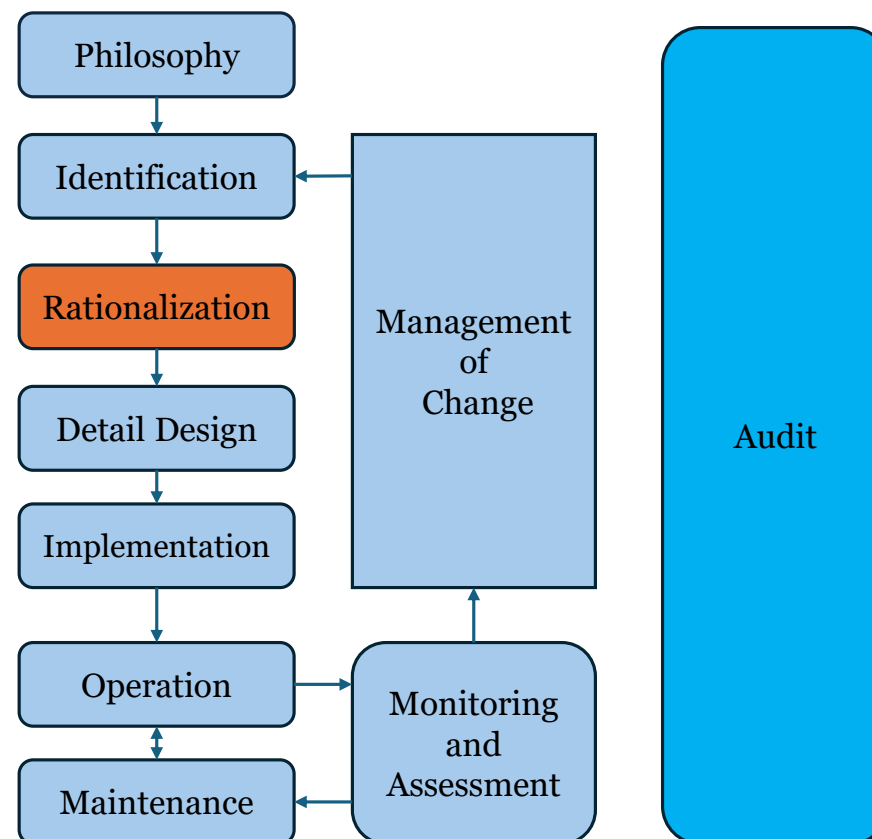 Philosophy
Identification
Rationalization
Detail Design
Implementation
Operation
Maintenance
Management
of
Change
Monitoring
and
Assessment
Audit